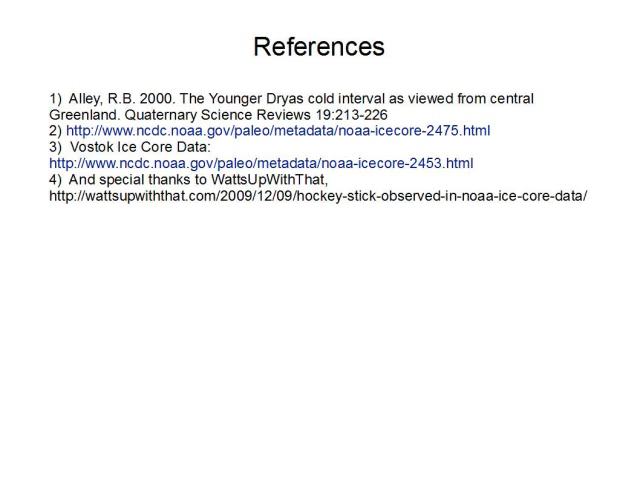 References
1)  Alley, R.B. 2000. The Younger Dryas cold interval as viewed from central
Greenland. Quaternary Science Reviews 19:213-226
2) http://www.ncdc.noaa.gov/paleo/metadata/noaa-icecore-2475.html
3)  Vostok Ice Core Data:
http://www.ncdc.noaa.gov/paleo/metadata/noaa-icecore-2453.html
4)  And special thanks to WattsUpWithThat,
http://wattsupwiththat.com/2009/12/09/hockey-stick-observed-in-noaa-ice-core-data/